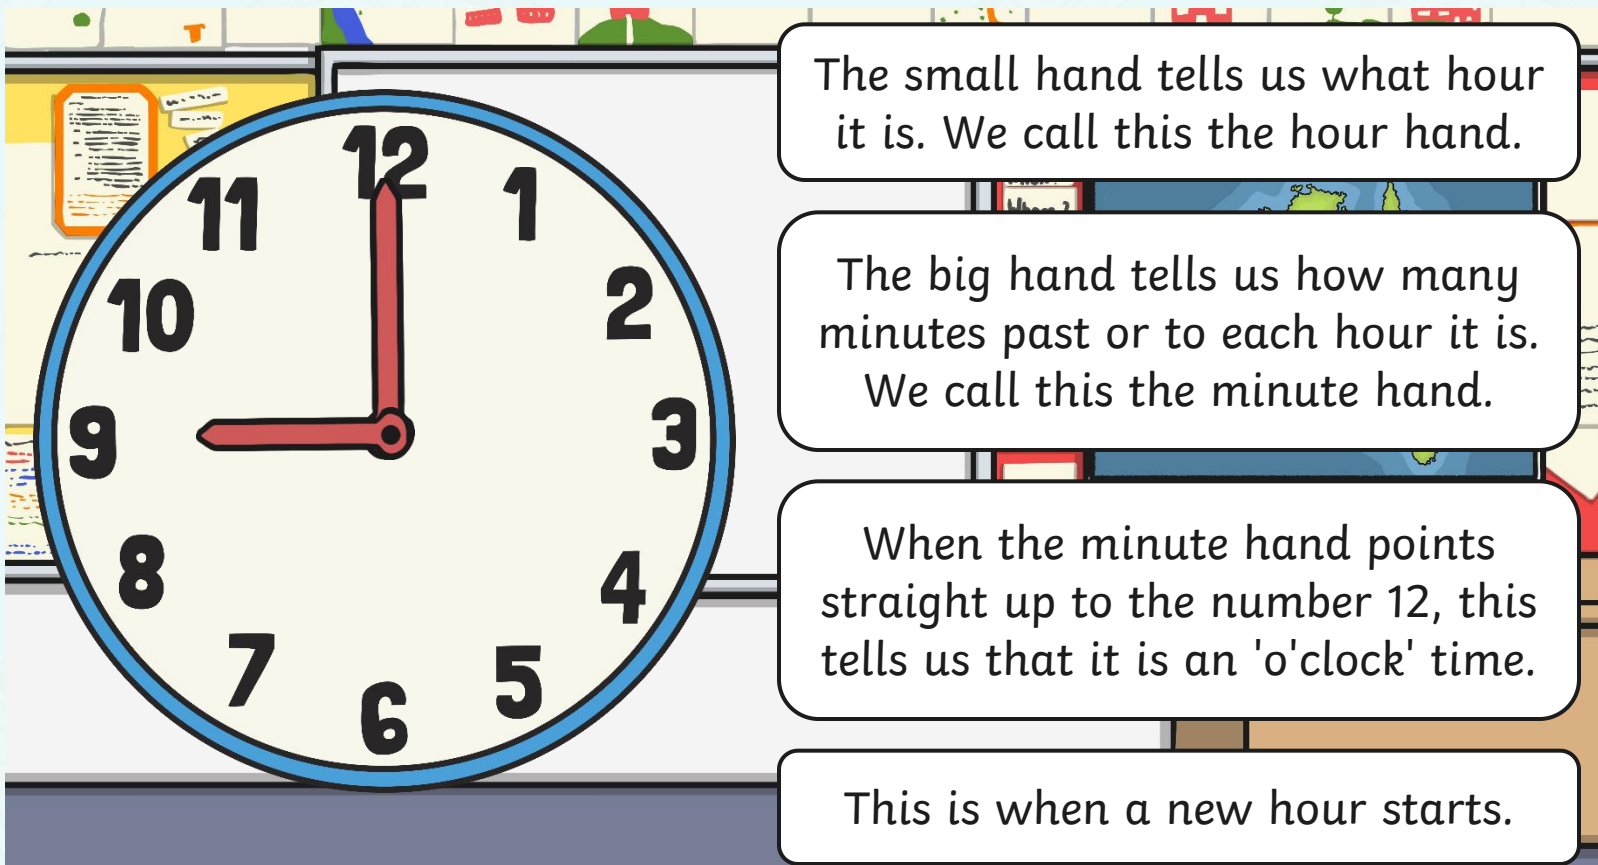 12
11
1
10
2
9
3
8
4
7
5
6
The small hand tells us what hour
it is. We call this the hour hand.
The big hand tells us how many
minutes past or to each hour it is.
We call this the minute hand.
When the minute hand points
straight up to the number 12, this
tells us that it is an 'o'clock' time.
This is when a new hour starts.